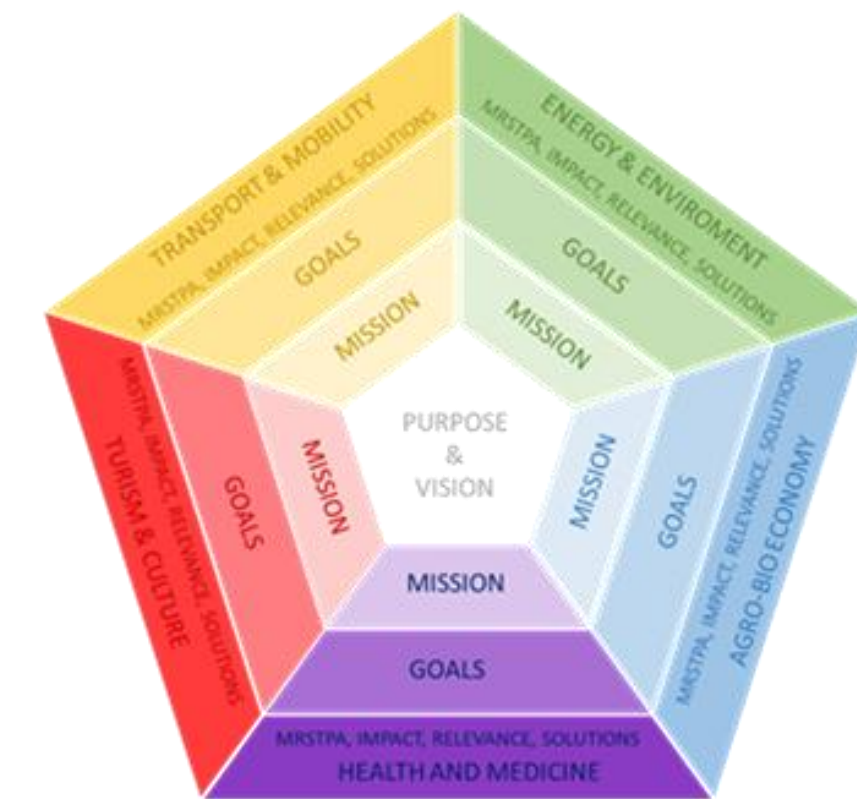 TRANSPORT & MOBILITY
MRSTPA, IMPACT, RELEVANCE, SOLUTIONS
GOALS
MISSION
ENERGY & ENVIROMENT
MRSTPA, IMPACT, RELEVANCE, SOLUTIONS
GOALS
MISSION
PURPOSE
&
VISION
TURISM & CULTURE
MRSTPA, IMPACT, RELEVANCE, SOLUTIONS
GOALS
MISSION
MISSION
GOALS
MRSTPA, IMPACT, RELEVANCE, SOLUTIONS
AGRO-BIO ECONOMY
MISSION
GOALS
MRSTPA, IMPACT, RELEVANCE, SOLUTIONS
HEALTH AND MEDICINE